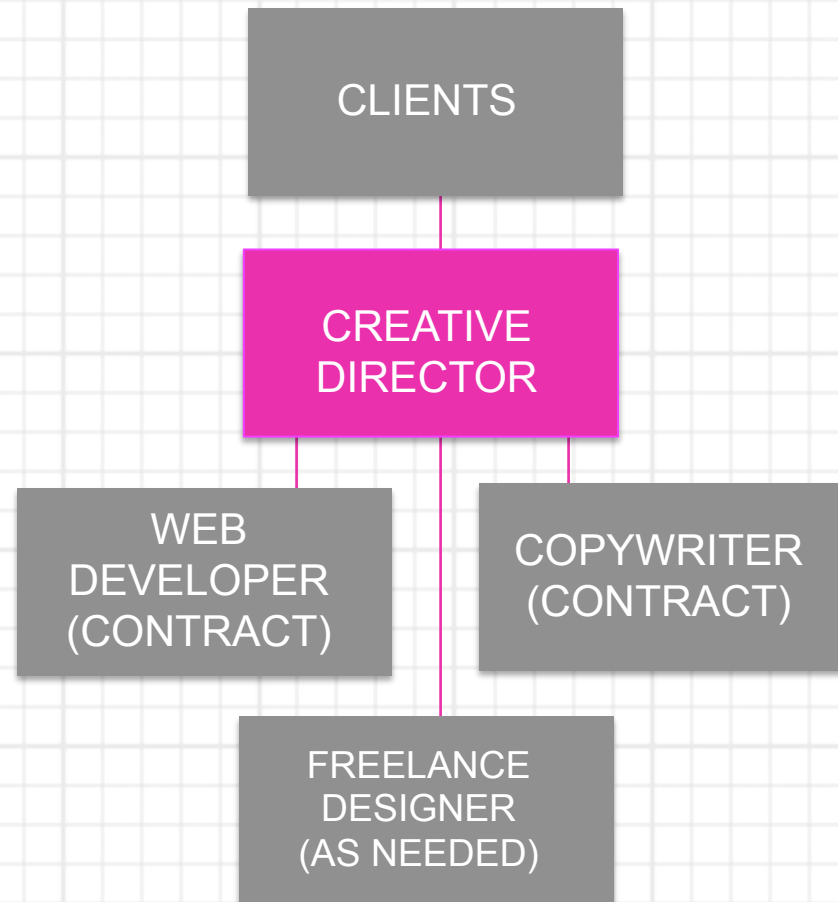 CLIENTS
CREATIVE
DIRECTOR
WEB
DEVELOPER
(CONTRACT)
COPYWRITER
(CONTRACT)
FREELANCE
DESIGNER
(AS NEEDED)